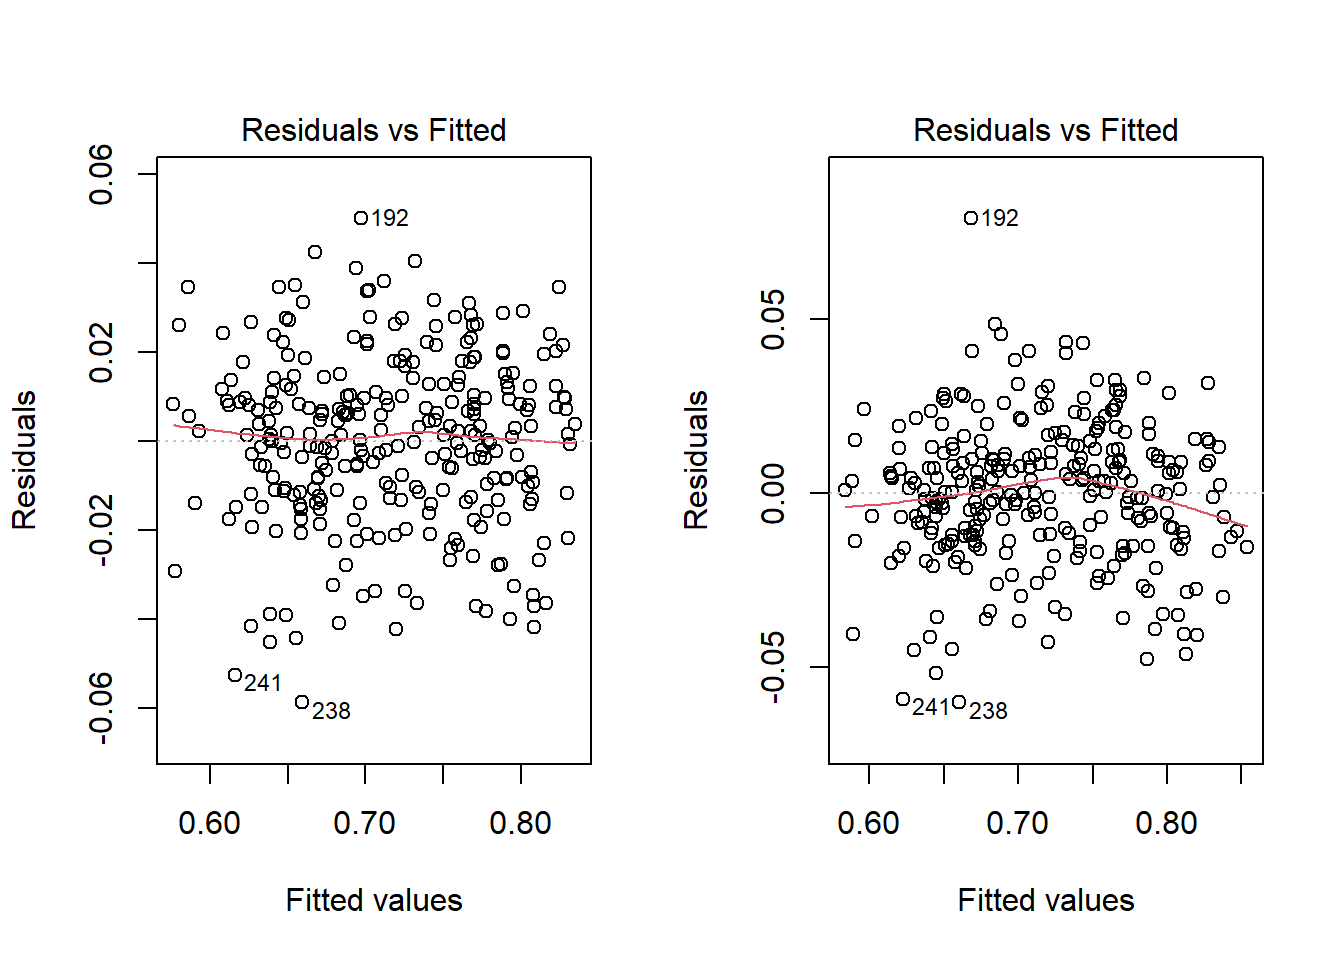 Residuals vs Fitted
Residuals
0.06
0.02
-0.02
-0.06
192
241
238
0.60 0.70 0.80
Fitted values
Residuals vs Fitted
Residuals
0.05
0.00
-0.05
192
241
238
0.60 0.70 0.80
Fitted values